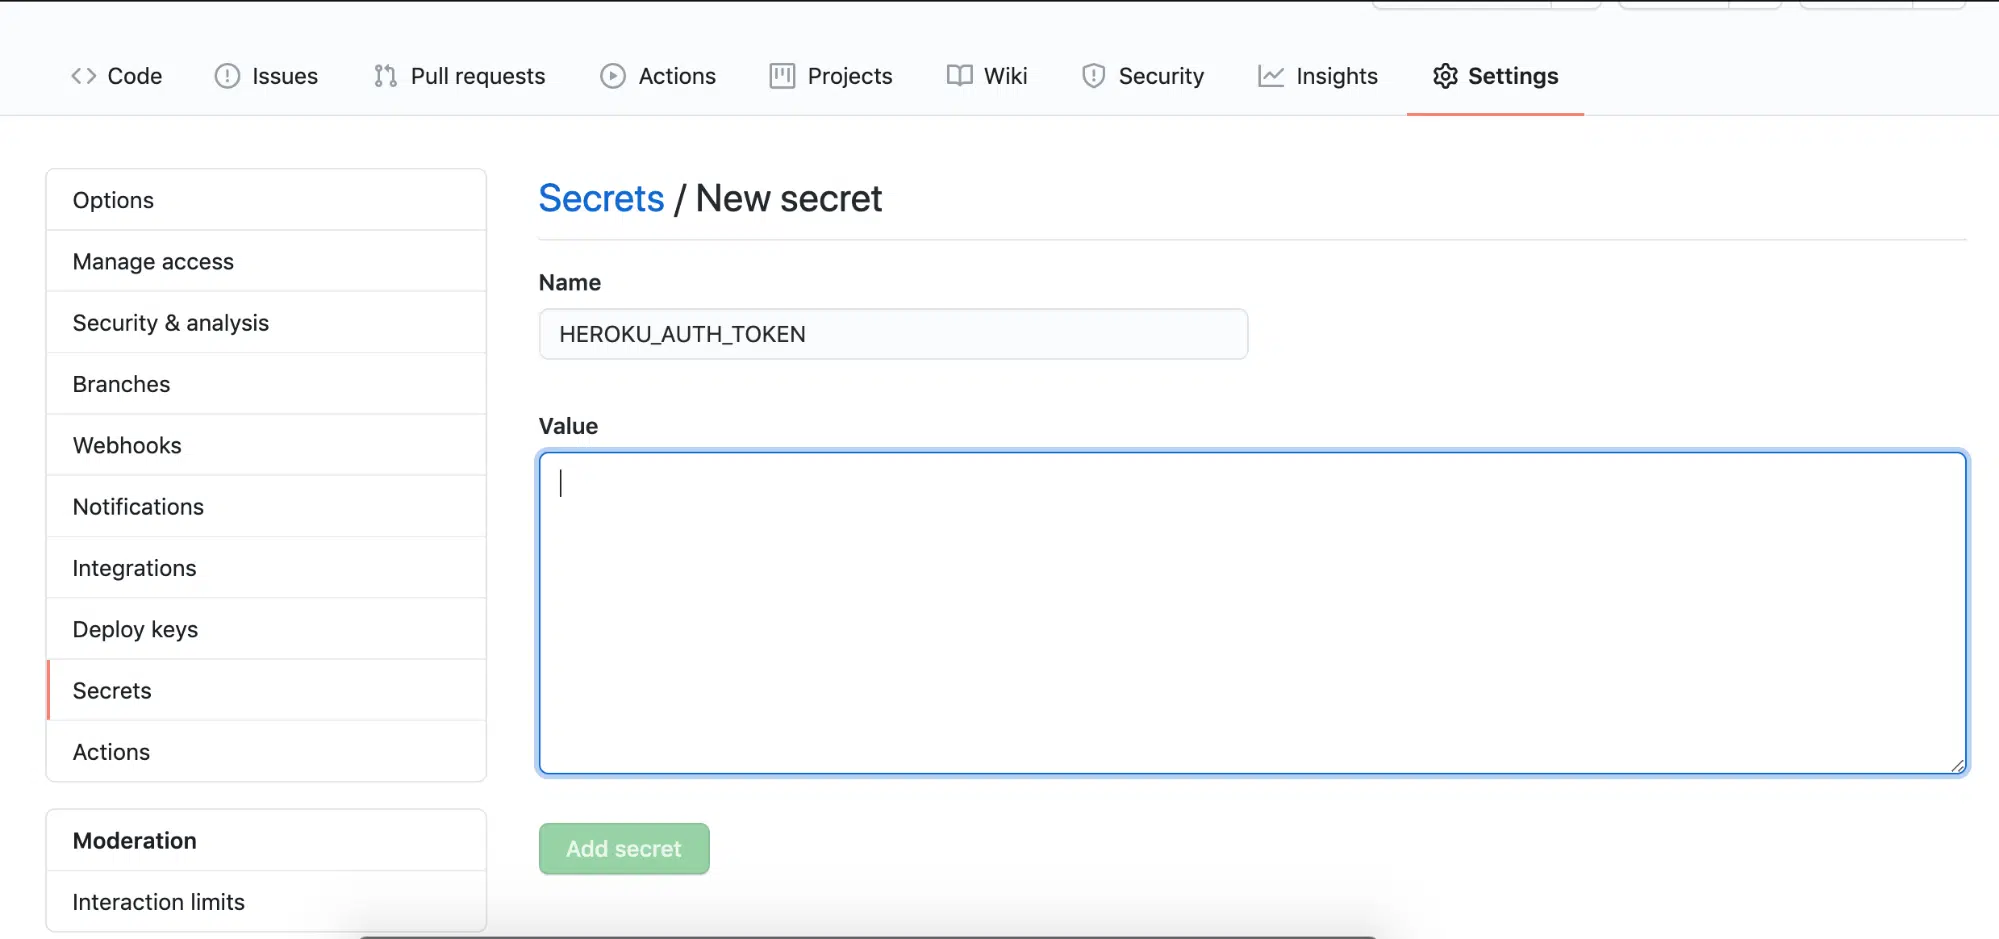 Code Issues Pull requests Actions Projects Wiki Security Insights Settings
Options
Manage access
Security & analysis
Branches
Webhooks
Notifications
Integrations
Deploy keys
Secrets
Actions
Moderation
Interaction limits
Secrets / New secret
Name
HEROKU_AUTH_TOKEN
Value
Add secret